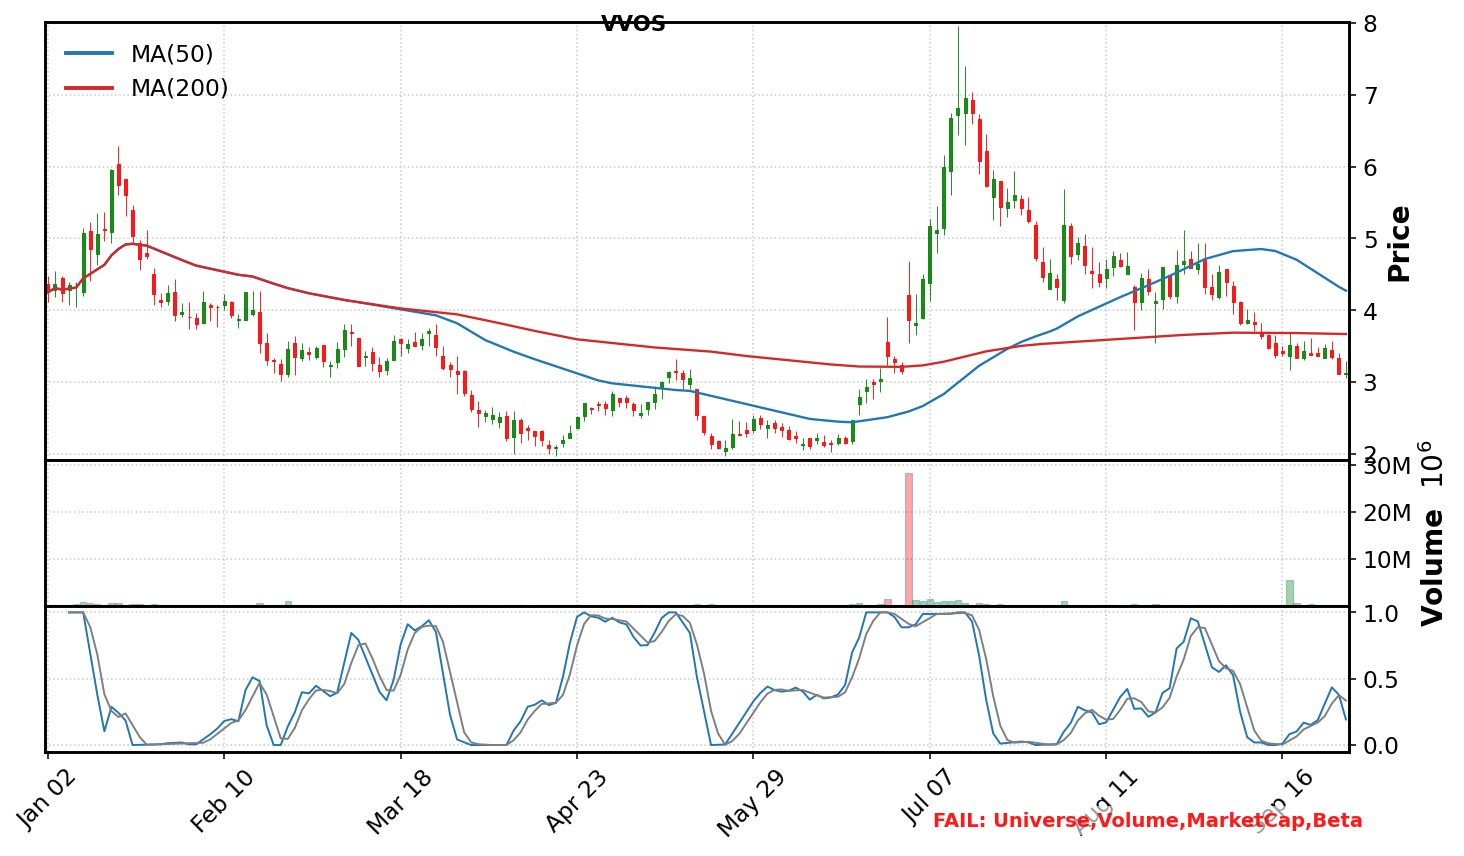 VVOS
MA(50)
MA(200)
8
7
6
5
4
3
2
Price
30M
20M
10M
Volume 10^6
1.0
0.5
0.0
Jan 02
Feb 10
Mar 18
Apr 23
May 29
Jul 07
Aug 11
Sep 16
FAIL: Universe,Volume,MarketCap,Beta